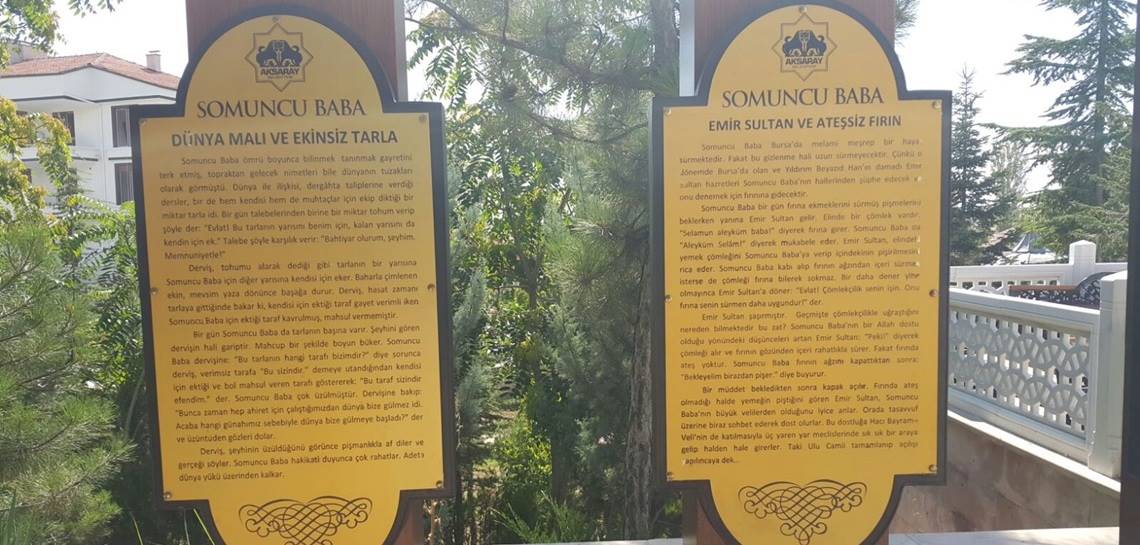 AKSARAY
SOMUNCU BABA
DÜNYA MALI VE EKİNSİZ TARLA
Somuncu Baba ömrü boyunca bilinmek tanınmak gayretini
terk etmiş, topraktan gelecek nimetleri bile dünyanın tuzakları
olarak görmüştü. Dünya ile ilişkisi, dergâhta taliplerine verdiği
dersler, bir de hem kendisi hem de muhtaçlar için ekip diktiği bir
miktar tarla idi. Bir gün talebelerinden birine bir miktar tohum verip
şöyle der: "Evlat! Bu tarlanın yarısını benim için, kalan yarısını da
kendin için ek." Talebe şöyle karşılık verir: "Bahtiyar olurum, şeyhim.
Memnuniyetle!"
Derviş, tohumu alarak dediği gibi tarlanın bir yarısına
Somuncu Baba için diğer yarısına kendisi için eker. Baharla çimlenen
ekin, mevsim yaza dönünce başağa durur. Derviş, hasat zamanı
tarlaya gittiğinde bakar ki, kendisi için ektiği taraf gayet verimli iken
Somuncu Baba için ektiği taraf kavrulmuş, mahsul vermemiştir.
Bir gün Somuncu Baba da tarlanın başına varır. Şeyhini gören
dervişin hali gariptir. Mahcup bir şekilde boyun büker. Somuncu
Baba dervişine: "Bu tarlanın hangi tarafı bizimdir?" diye sorunca
derviş, verimsiz tarafa "Bu sizindir." demeye utandığından kendisi
için ektiği ve bol mahsul veren tarafı göstererek: "Bu taraf sizindir
efendim." der. Somuncu Baba çok üzülmüştür. Dervişine bakıp:
"Bunca zaman hep ahiret için çalıştığımızdan dünya bize gülmez idi.
Acaba hangi günahımız sebebiyle dünya bize gülmeye başladı?" der
ve üzüntüden gözleri dolar.
Derviş, şeyhinin üzüldüğünü görünce pişmanlıkla af diler ve
gerçeği söyler. Somuncu Baba hakikati duyunca çok rahatlar. Adeta
dünya yükü üzerinden kalkar.
AKSARAY
SOMUNCU BABA
EMİR SULTAN VE ATEŞSİZ FIRIN
Somuncu Baba Bursa'da melami meşrep bir haya
sürmektedir. Fakat bu gizlenme hali uzun sürmeyecektir. Çünkü o
dönemde Bursa'da olan ve Yıldırım Beyazıd Han'ın damadı Emir
sultan hazretleri Somuncu Baba'nın hallerinden şüphe edecek
onu denemek için fırınına gidecektir.
Somuncu Baba bir gün fırına ekmeklerini sürmüş pişmelerini
beklerken yanına Emir Sultan gelir. Elinde bir çömlek vardır.
"Selamun aleyküm baba!" diyerek fırına girer. Somuncu Baba da
"Aleyküm Selâm!" diyerek mukabele eder. Emir Sultan, elindek
yemek çömleğini Somuncu Baba'ya verip içindekinin pişirilmesin
rica eder. Somuncu Baba kabı alıp fırının ağzından içeri sürme
isterse de çömleği fırına bilerek sokmaz. Bir daha dener yine
olmayınca Emir Sultan'a döner: "Evlat! Çömlekçilik senin işin. Onu
fırına senin sürmen daha uygundur!" der.
Emir Sultan şaşırmıştır. Geçmişte çömlekçilikle uğraştığını
nereden bilmektedir bu zat? Somuncu Baba'nın bir Allah dostu
olduğu yönündeki düşünceleri artan Emir Sultan: "Peki!" diyerek
çömleği alır ve fırının gözünden içeri rahatlıkla sürer. Fakat fırında
ateş yoktur. Somuncu Baba fırının ağzını kapattıktan sonra:
"Bekleyelim birazdan pişer." diye buyurur.
Bir müddet bekledikten sonra kapak açılır. Fırında ateş
olmadığı halde yemeğin piştiğini gören Emir Sultan, Somuncu
Baba'nın büyük velilerden olduğunu iyice anlar. Orada tasavvuf
üzerine biraz sohbet ederek dost olurlar. Bu dostluğa Hacı Bayram-ı
Veli'nin de katılmasıyla üç yaren yar meclislerinde sık sık bir araya
gelip halden hale girerler. Taki Ulu Camii tamamlanıp açılışı
yapılıncaya dek..